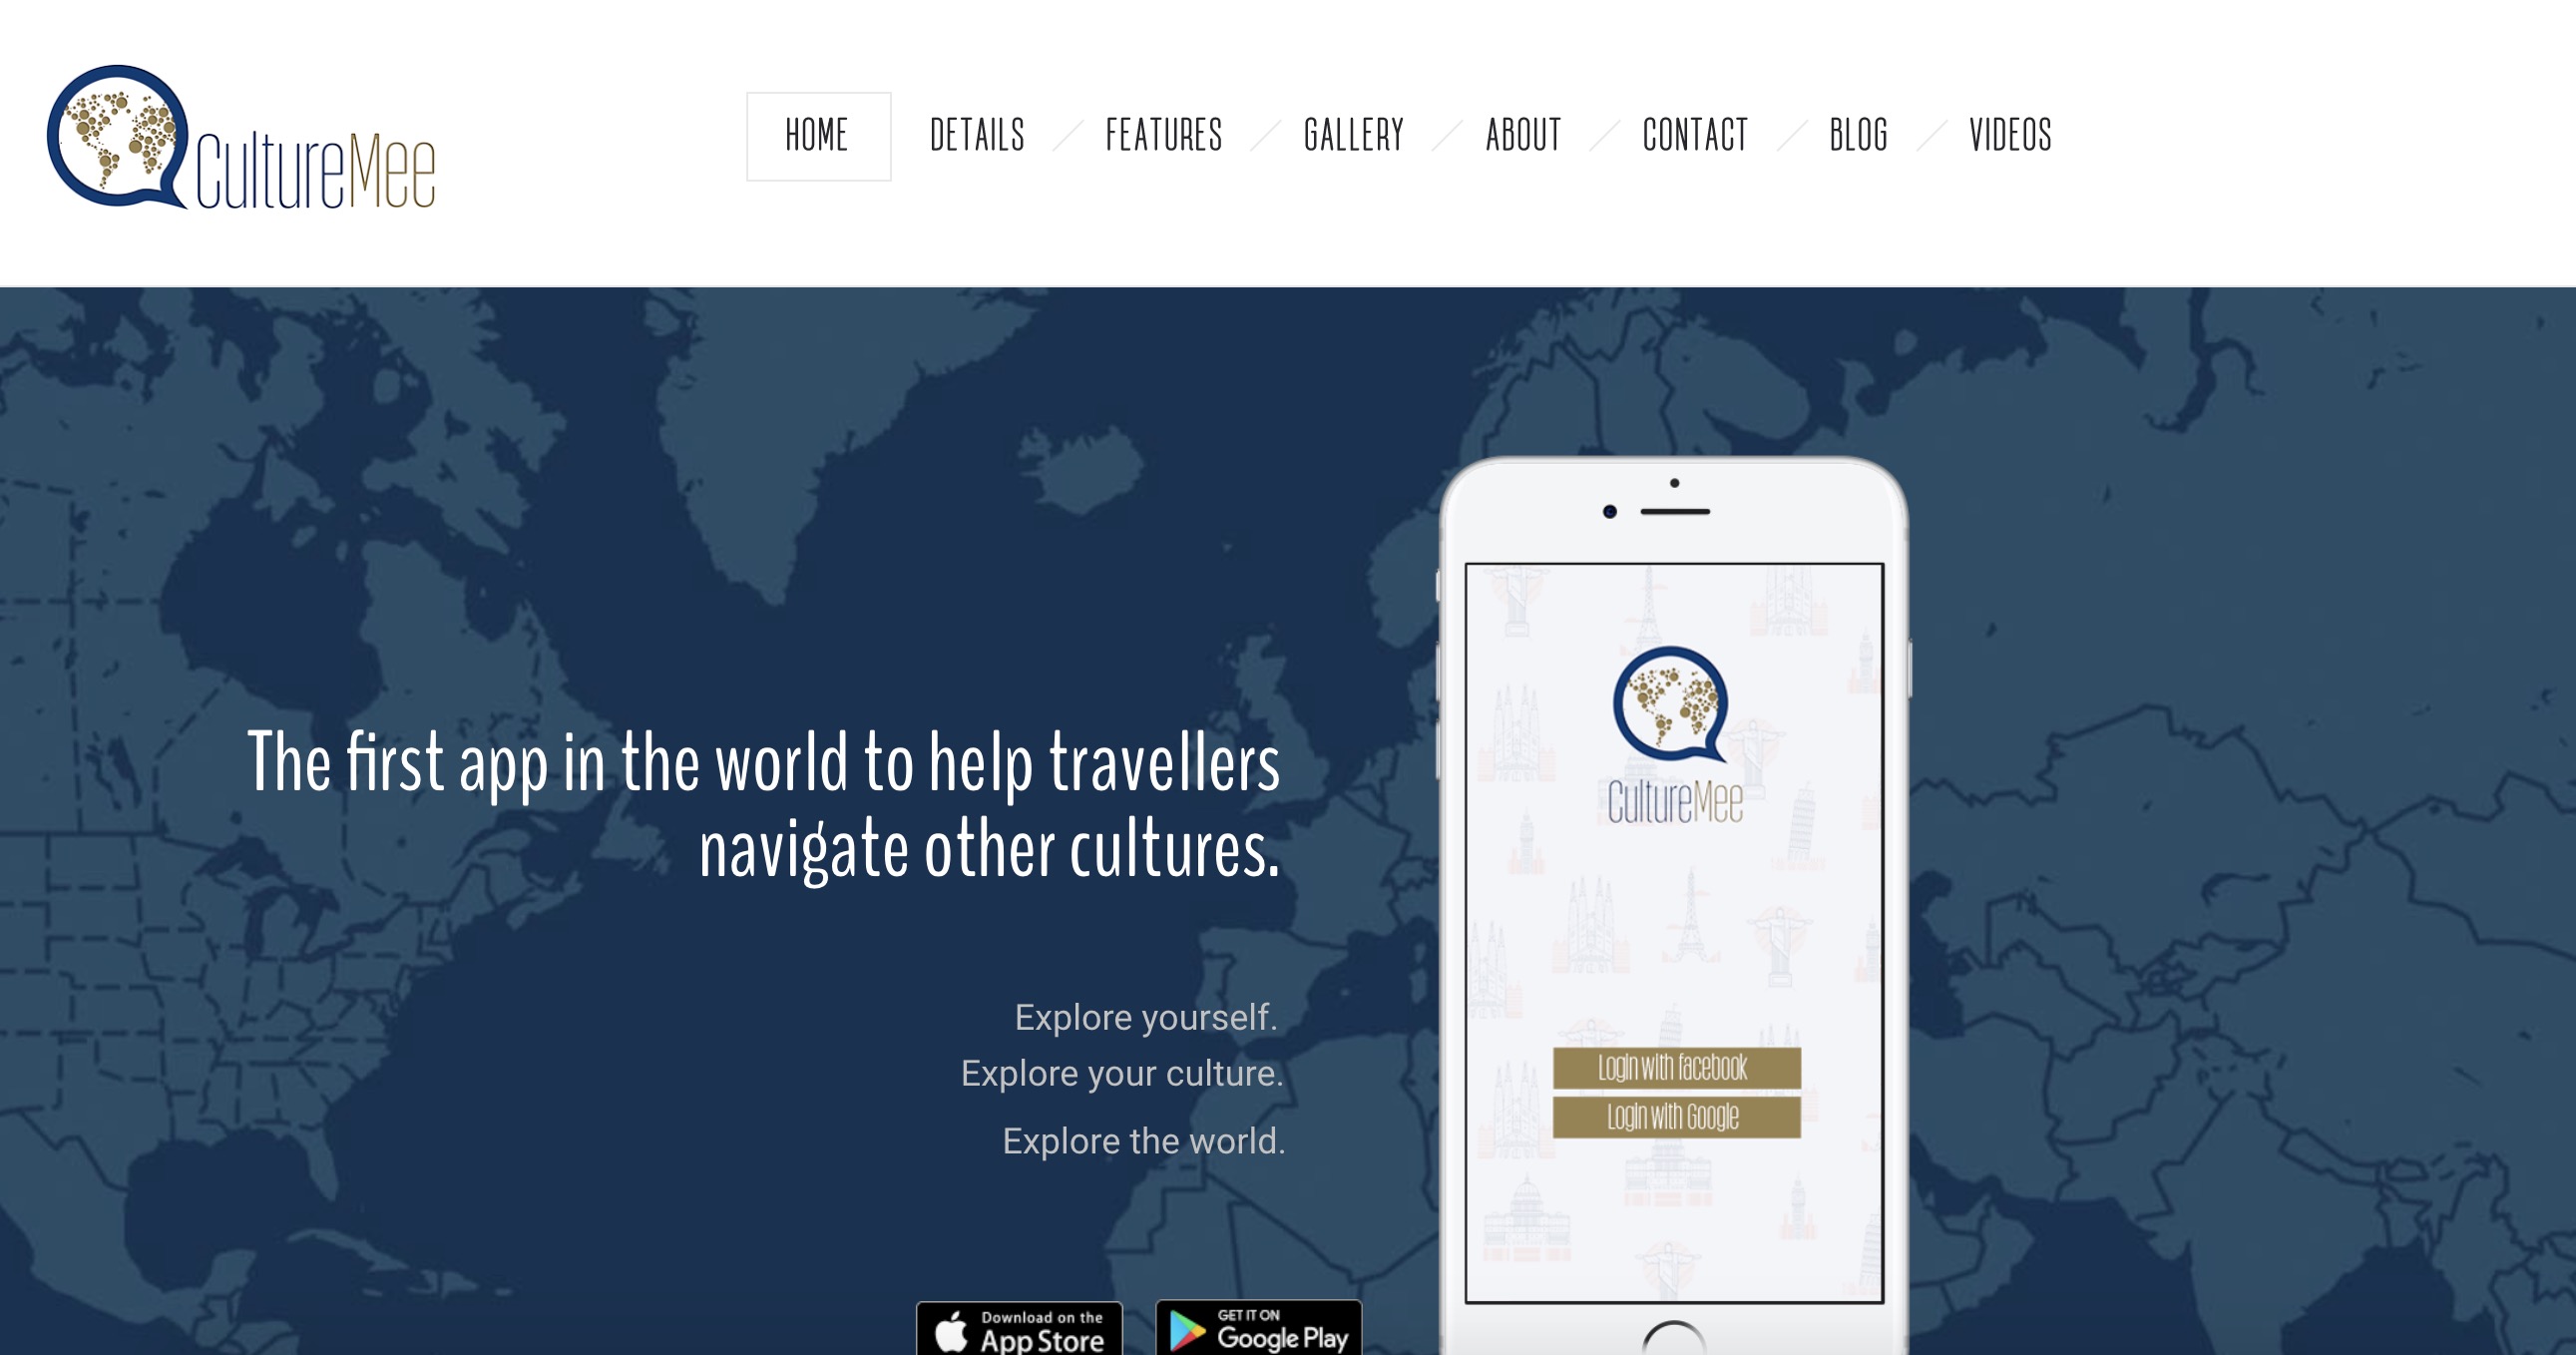 CultureMee
HOME
DETAILS
FEATURES
GALLERY
ABOUT
CONTACT
BLOG
VIDEOS
The first app in the world to help travellers
navigate other cultures.
Explore yourself.
Explore your culture.
Explore the world.
Download on the
App Store
GET IT ON
Google Play
CultureMee
Login with facebook
Login with Google